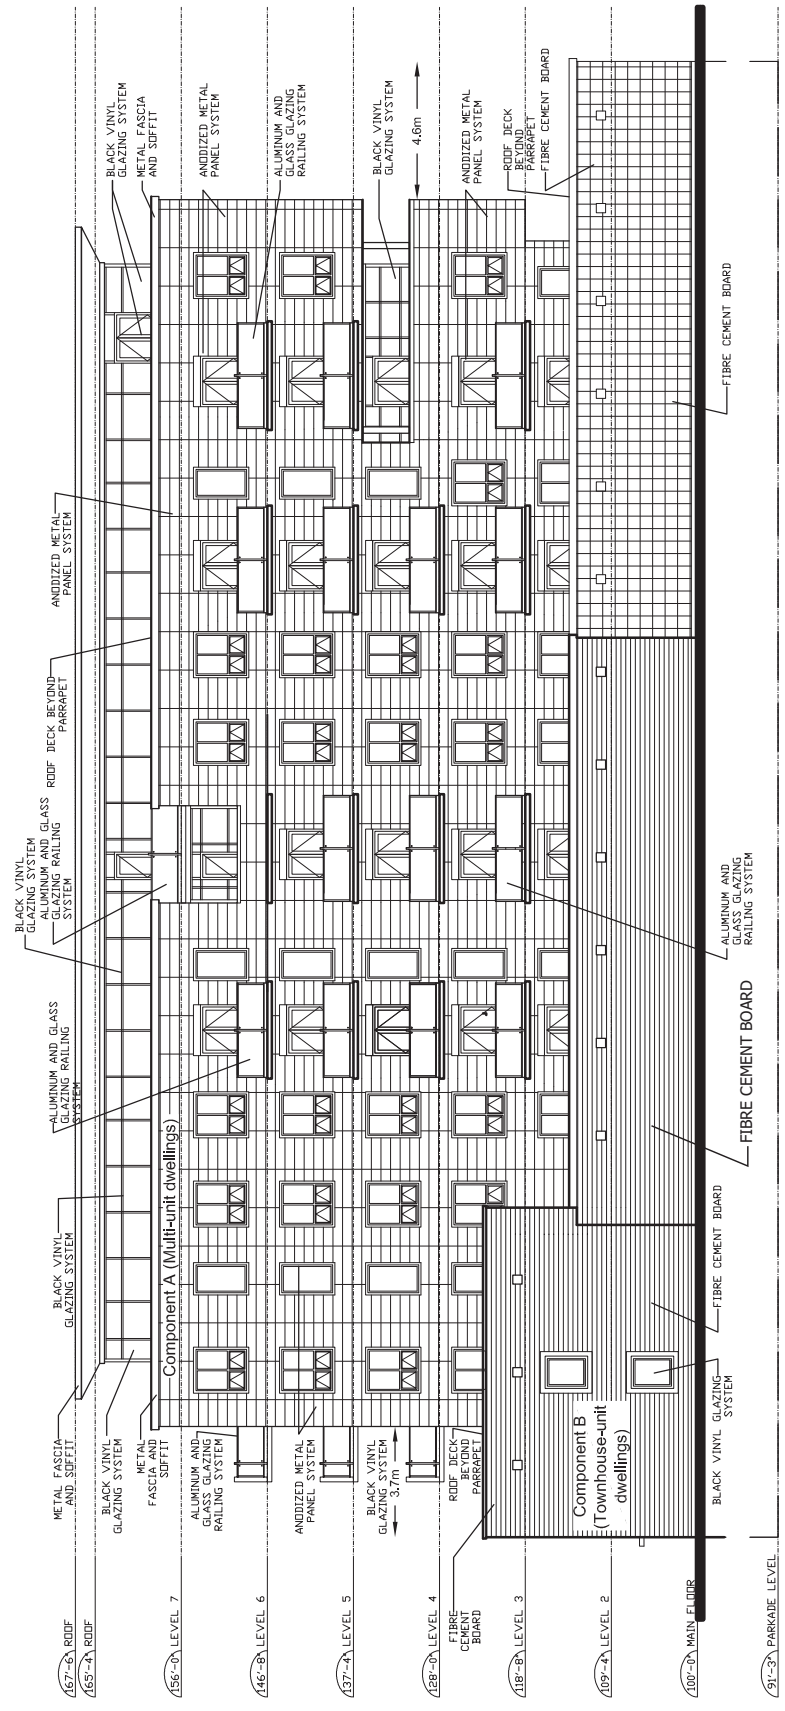 167'-6" ROOF
165'-4" ROOF
156'-0" LEVEL 7
146'-8" LEVEL 6
137'-4" LEVEL 5
128'-0" LEVEL 4
118'-8" LEVEL 3
109'-4" LEVEL 2
100'-0" MAIN FLOOR
91'-3" PARKADE LEVEL
METAL FASCIA
AND SOFFIT
BLACK VINYL
GLAZING SYSTEM
BLACK VINYL
GLAZING SYSTEM
METAL
FASCIA AND
SOFFIT
ALUMINUM AND GLASS
GLAZING RAILING
SYSTEM
BLACK VINYL
GLAZING SYSTEM
ALUMINUM AND GLASS
GLAZING RAILING
SYSTEM
ROOF DECK BEYOND
PARRAPET
ANODIZED METAL
PANEL SYSTEM
BLACK VINYL
GLAZING SYSTEM
METAL FASCIA
AND SOFFIT
ANODIZED METAL
PANEL SYSTEM
ALUMINUM AND
GLASS GLAZING
RAILING SYSTEM
BLACK VINYL
GLAZING SYSTEM
4.6m
ANODIZED METAL
PANEL SYSTEM
ROOF DECK
BEYOND
PARRAPET
FIBRE CEMENT BOARD
FIBRE CEMENT BOARD
Component A (Multi-unit dwellings)
ALUMINUM AND
GLASS GLAZING
RAILING SYSTEM
ANODIZED METAL
PANEL SYSTEM
BLACK VINYL
GLAZING SYSTEM
3.7m
ROOF DECK
BEYOND
PARRAPET
FIBRE
CEMENT
BOARD
Component B
(Townhouse-unit
dwellings)
BLACK VINYL GLAZING
SYSTEM
FIBRE CEMENT BOARD
FIBRE CEMENT BOARD
ALUMINUM AND
GLASS GLAZING
RAILING SYSTEM